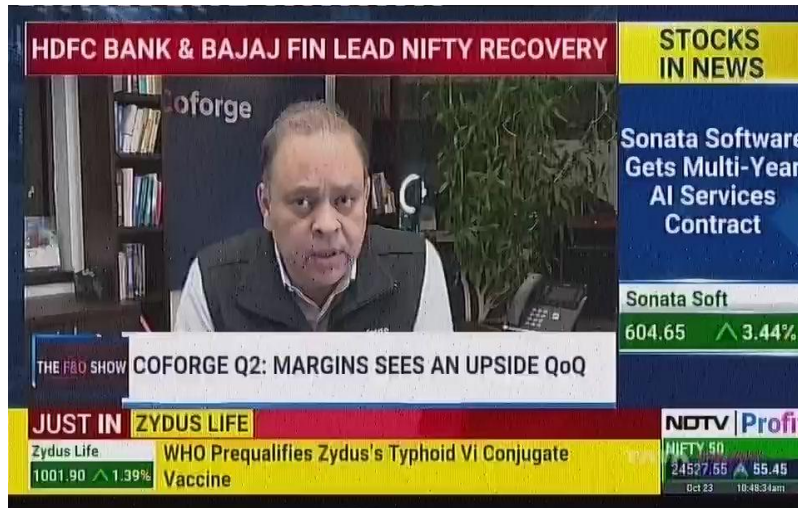 HDFC BANK & BAJAJ FIN LEAD NIFTY RECOVERY
STOCKS
IN NEWS
Coforge
Sonata Software
Gets Multi-Year
AI Services
Contract
Sonata Soft
604.65 3.44%
THE F&O SHOW
COFORGE Q2: MARGINS SEES AN UPSIDE QoQ
JUST IN ZYDUS LIFE
NDTV Profi
Zydus Life
1001.90 1.39%
WHO Prequalifies Zydus's Typhoid Vi Conjugate
Vaccine
NIFTY 50
24527.55 55.45
Oct 23 10:48:34am